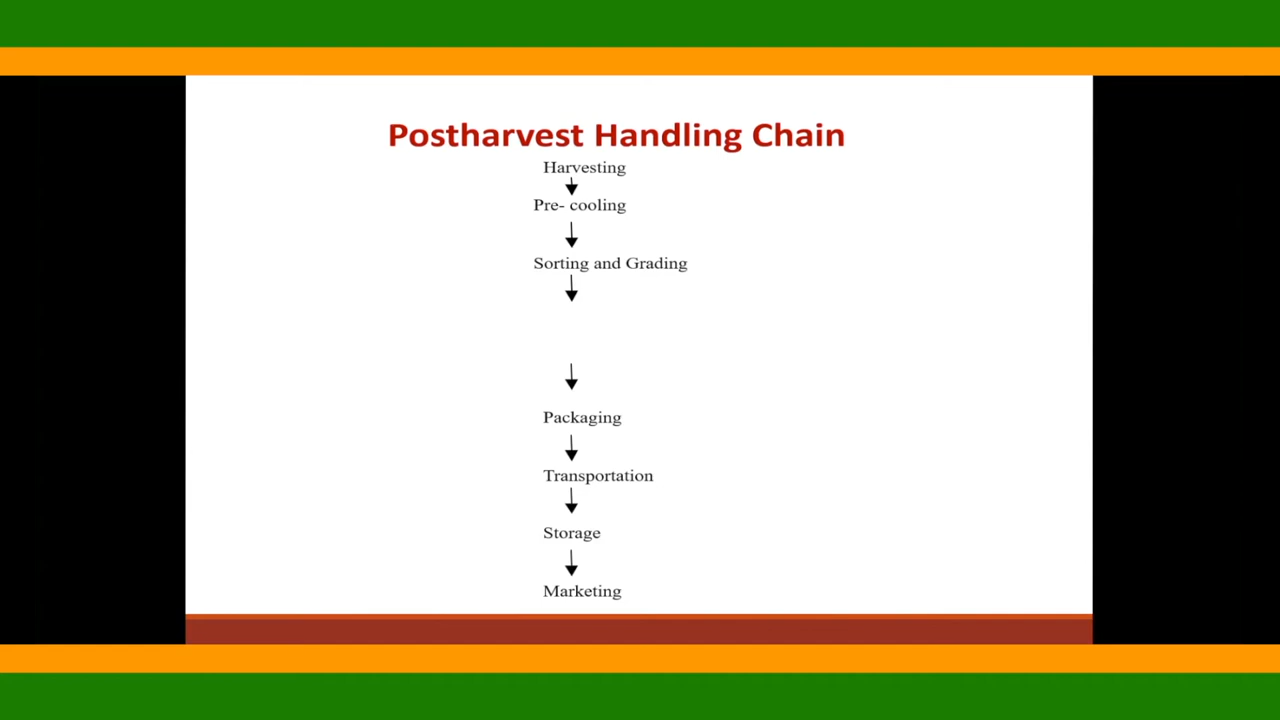 Postharvest Handling Chain
Harvesting
Pre- cooling
Sorting and Grading
Packaging
Transportation
Storage
Marketing